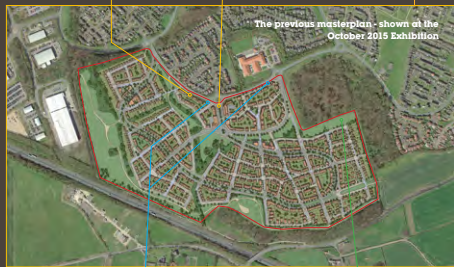 The previous masterplan - shown at the
October 2015 Exhibition